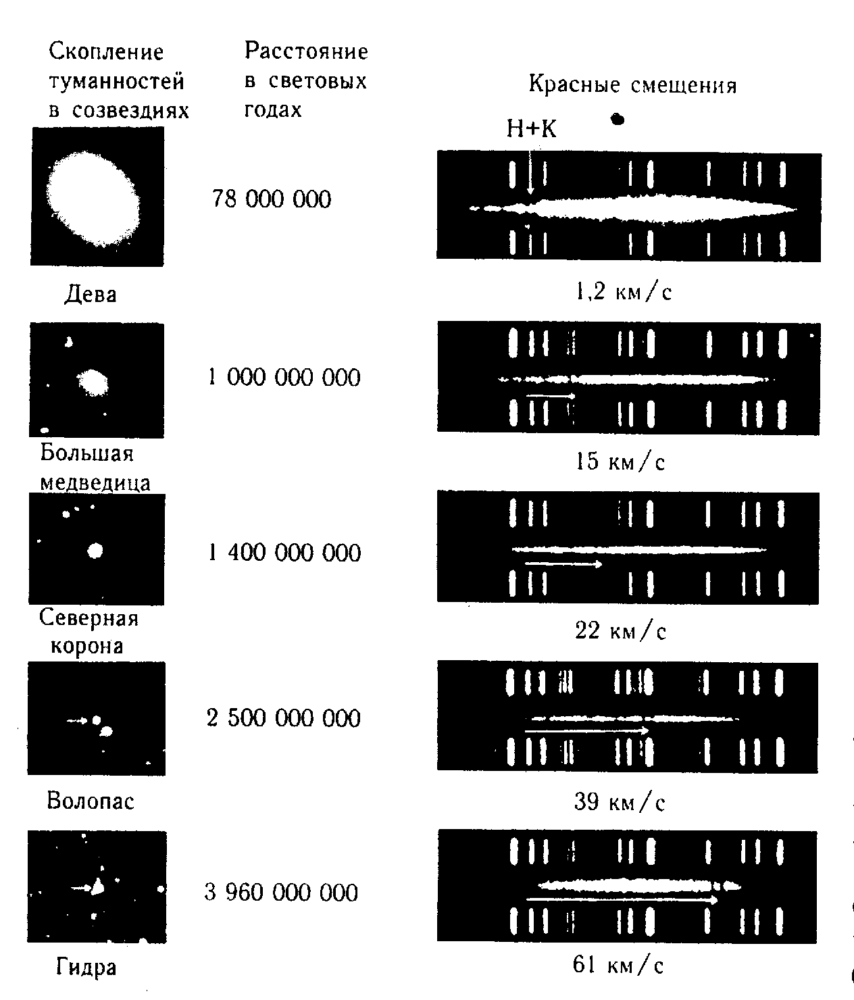 Скопление
туманностей
в созвездиях
Расстояние
в световых
годах
Красные смещения
H+K
78 000 000
Дева
1,2 км/с
1 000 000 000
Большая
медведица
15 км/с
1 400 000 000
Северная
корона
22 км/с
2 500 000 000
Волопас
39 км/с
3 960 000 000
Гидра
61 км/с